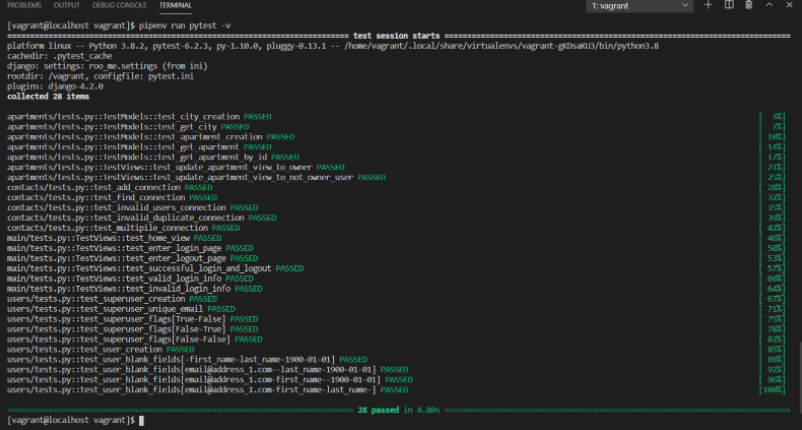 PROBLEMS OUTPUT DEBUG CONSOLE TERMINAL 1: vagrant
[vagrant@localhost vagrant]$ pipenv run pytest -v
test session starts
platform linux -- Python 3.8.2, pytest-6.2.3, py-1.10.0, pluggy-0.13.1 -- /home/vagrant/.local/share/virtualenvs/vagrant-gKDsaKU3/bin/python3.8
cachedir: .pytest_cache
django: settings: roo_me.settings (from ini)
rootdir: /vagrant, configfile: pytest.ini
plugins: django-4.2.0
collected 28 items
apartments/tests.py::TestModels::test_city_creation PASSED [ 3%]
apartments/tests.py::TestModels::test_get_city PASSED [ 7%]
apartments/tests.py::TestModels::test_apartment_creation PASSED [ 10%]
apartments/tests.py::TestModels::test_get_apartment PASSED [ 14%]
apartments/tests.py::TestModels::test_get_apartment_by_id PASSED [ 17%]
apartments/tests.py::TestViews::test_update_apartment_view_to_owner PASSED [ 21%]
apartments/tests.py::TestViews::test_update_apartment_view_to_not_owner_user PASSED [ 25%]
contacts/tests.py::test_add_connection PASSED [ 28%]
contacts/tests.py::test_find_connection PASSED [ 32%]
contacts/tests.py::test_invalid_users_connection PASSED [ 35%]
contacts/tests.py::test_invalid_duplicate_connection PASSED [ 39%]
contacts/tests.py::test_multipile_connection PASSED [ 42%]
main/tests.py::TestViews::test_home_view PASSED [ 46%]
main/tests.py::TestViews::test_enter_login_page PASSED [ 50%]
main/tests.py::TestViews::test_enter_logout_page PASSED [ 53%]
main/tests.py::TestViews::test_successful_login_and_logout PASSED [ 57%]
main/tests.py::TestViews::test_valid_login_info PASSED [ 60%]
main/tests.py::TestViews::test_invalid_login_info PASSED [ 64%]
users/tests.py::test_superuser_creation PASSED [ 67%]
users/tests.py::test_superuser_unique_email PASSED [ 71%]
users/tests.py::test_superuser_flags[True-False] PASSED [ 75%]
users/tests.py::test_superuser_flags[False-True] PASSED [ 78%]
users/tests.py::test_superuser_flags[False-False] PASSED [ 82%]
users/tests.py::test_user_creation PASSED [ 85%]
users/tests.py::test_user_blank_fields[-first_name-last_name-1900-01-01] PASSED [ 89%]
users/tests.py::test_user_blank_fields[email@address_1.com--last_name-1900-01-01] PASSED [ 92%]
users/tests.py::test_user_blank_fields[email@address_1.com-first_name--1900-01-01] PASSED [ 96%]
users/tests.py::test_user_blank_fields[email@address_1.com-first_name-last_name-] PASSED [100%]
28 passed in 4.80s
[vagrant@localhost vagrant]$